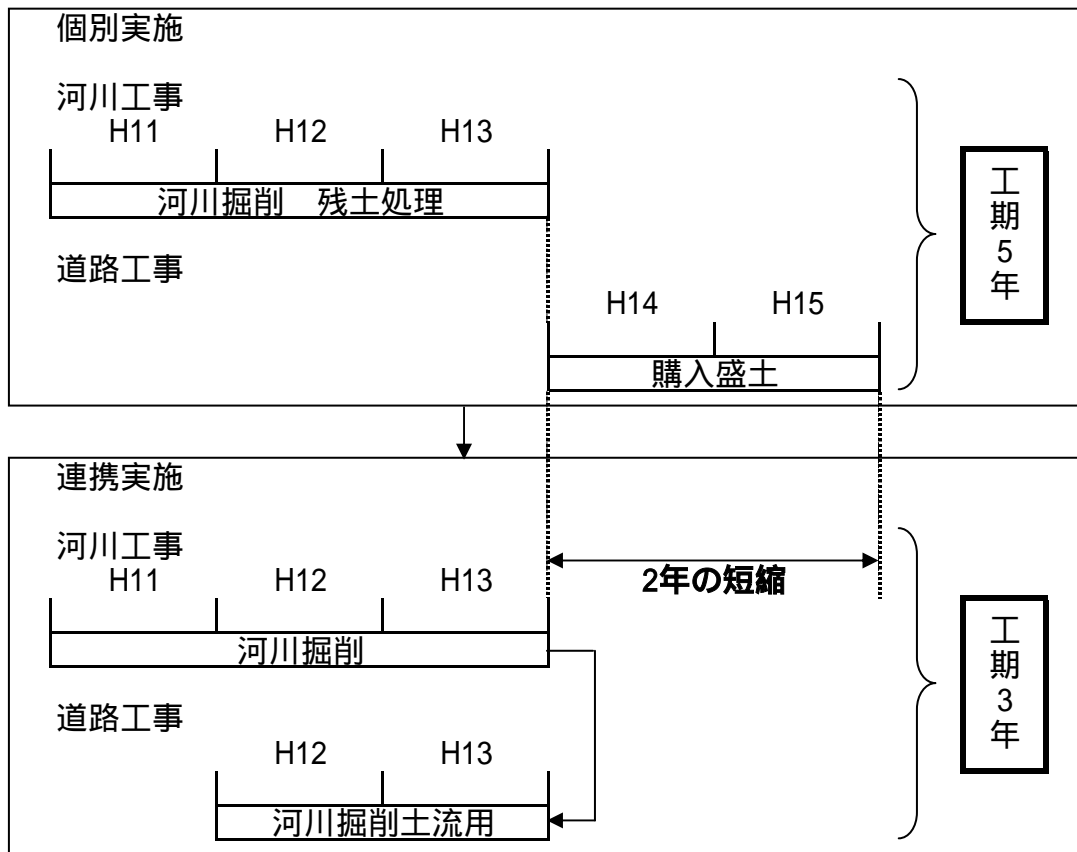 個別実施
河川工事
H11 H12 H13
河川掘削 残土処理
道路工事
H14 H15
購入盛土
工期5年
連携実施
河川工事
H11 H12 H13
2年の短縮
河川掘削
道路工事
H12 H13
河川掘削土流用
工期3年